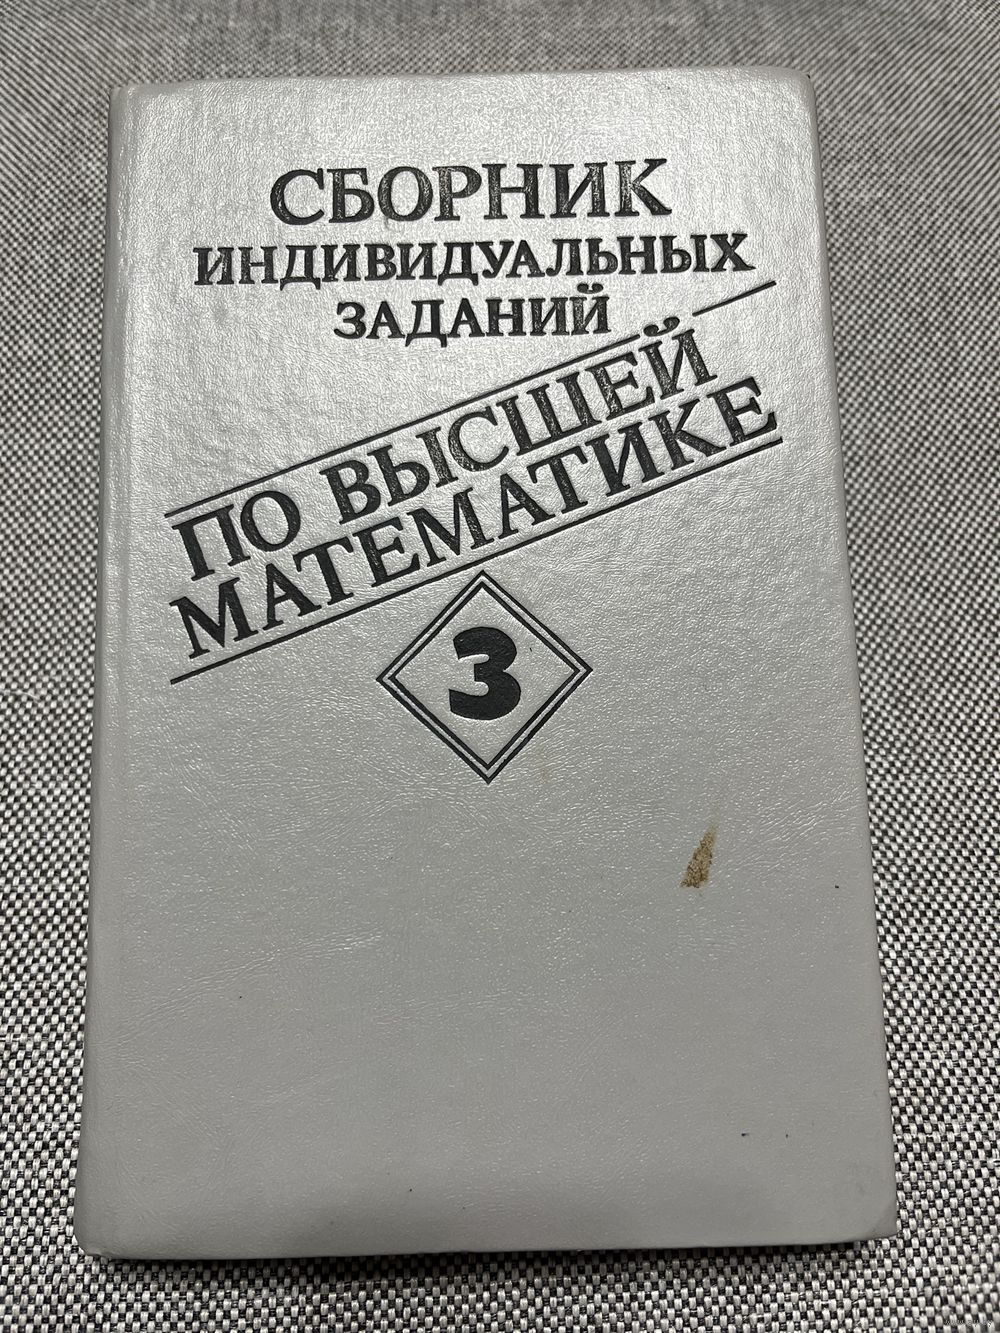 СБОРНИК
ИНДИВИДУАЛЬНЫХ
ЗАДАНИЙ
ПО ВЫСШЕЙ
МАТЕМАТИКЕ
3